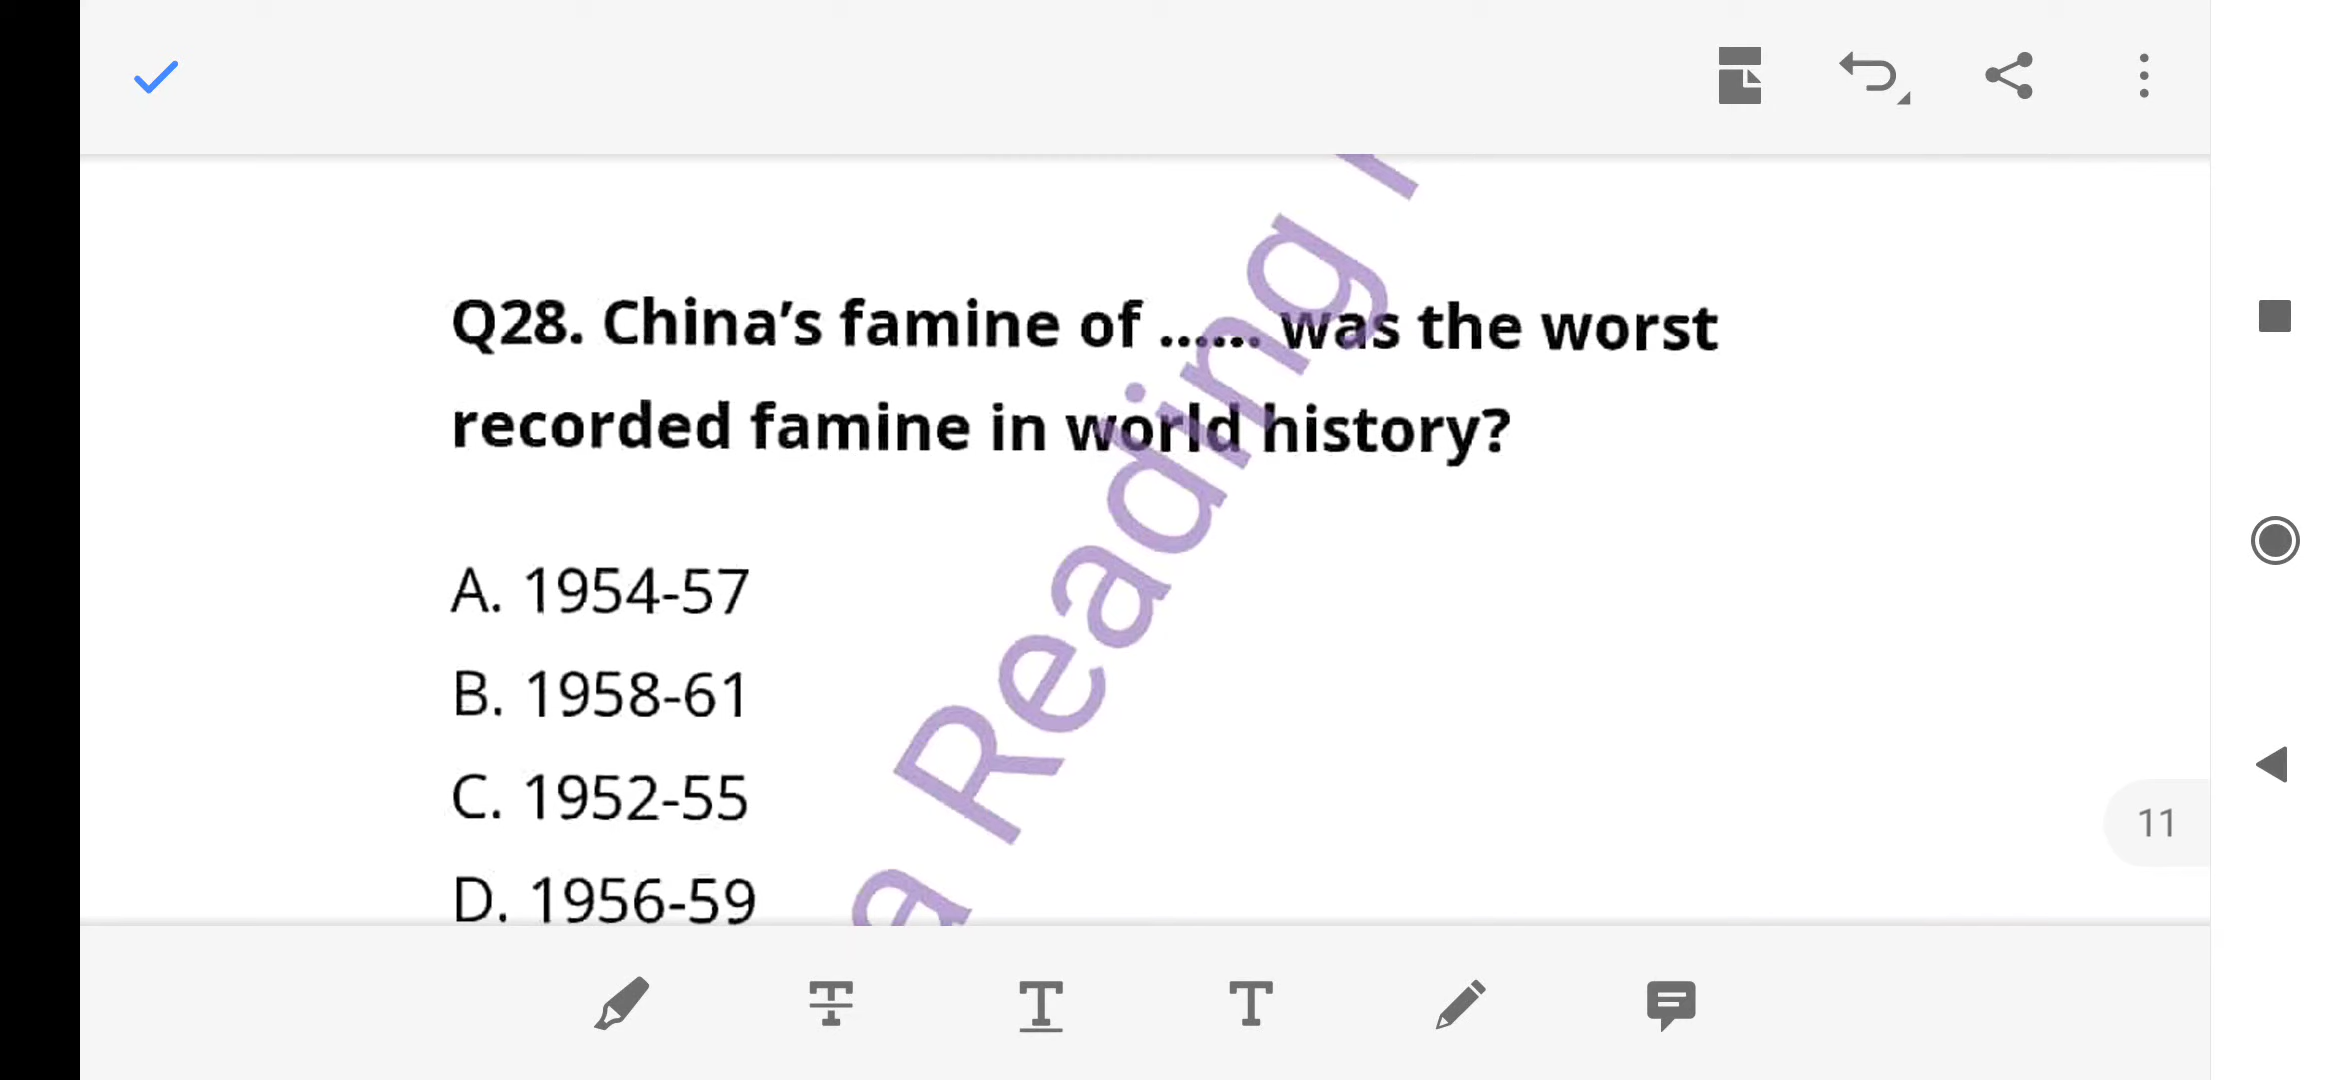 Q28. China’s famine of ...... was the worst
recorded famine in world history?
A. 1954-57
B. 1958-61
C. 1952-55
D. 1956-59
a Reading
11